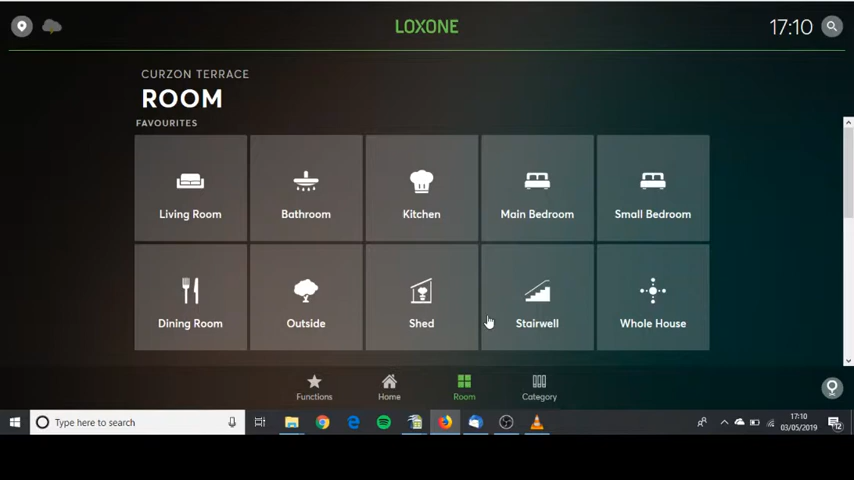 LOXONE
17:10
CURZON TERRACE
ROOM
FAVOURITES
Living Room
Bathroom
Kitchen
Main Bedroom
Small Bedroom
Dining Room
Outside
Shed
Stairwell
Whole House
Functions
Home
Room
Category
Type here to search
17:10
03/05/2019